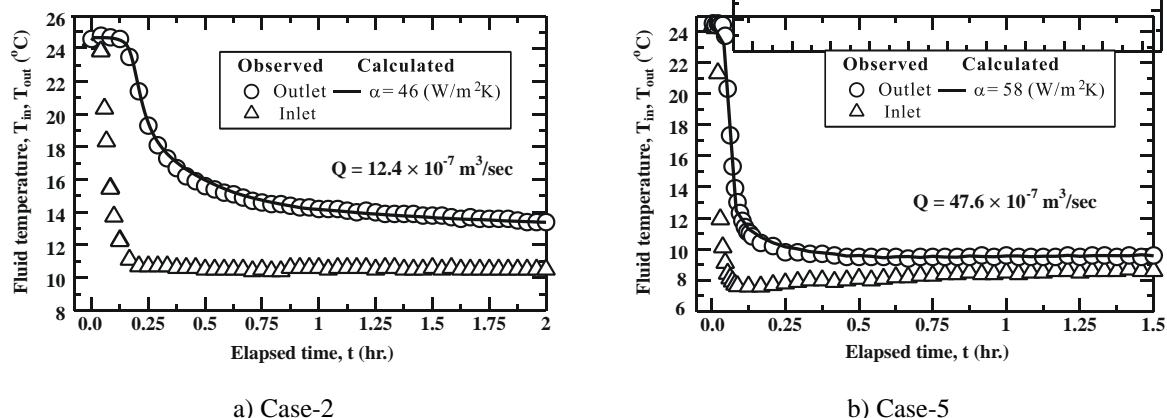 Fluid temperature, T_in, T_out (°C)
26
24
22
20
18
16
14
12
10
8
Observed Calculated
Outlet α= 46 (W/m²K)
Inlet
Q = 12.4 × 10⁻⁷ m³/sec
0.0 0.25 0.5 0.75 1 1.25 1.5 1.75 2
Elapsed time, t (hr.)
a) Case-2
Fluid temperature, T_in, T_out (°C)
24
22
20
18
16
14
12
10
8
6
Observed Calculated
Outlet α= 58 (W/m²K)
Inlet
Q = 47.6 × 10⁻⁷ m³/sec
0.0 0.25 0.5 0.75 1 1.25 1.5
Elapsed time, t (hr.)
b) Case-5